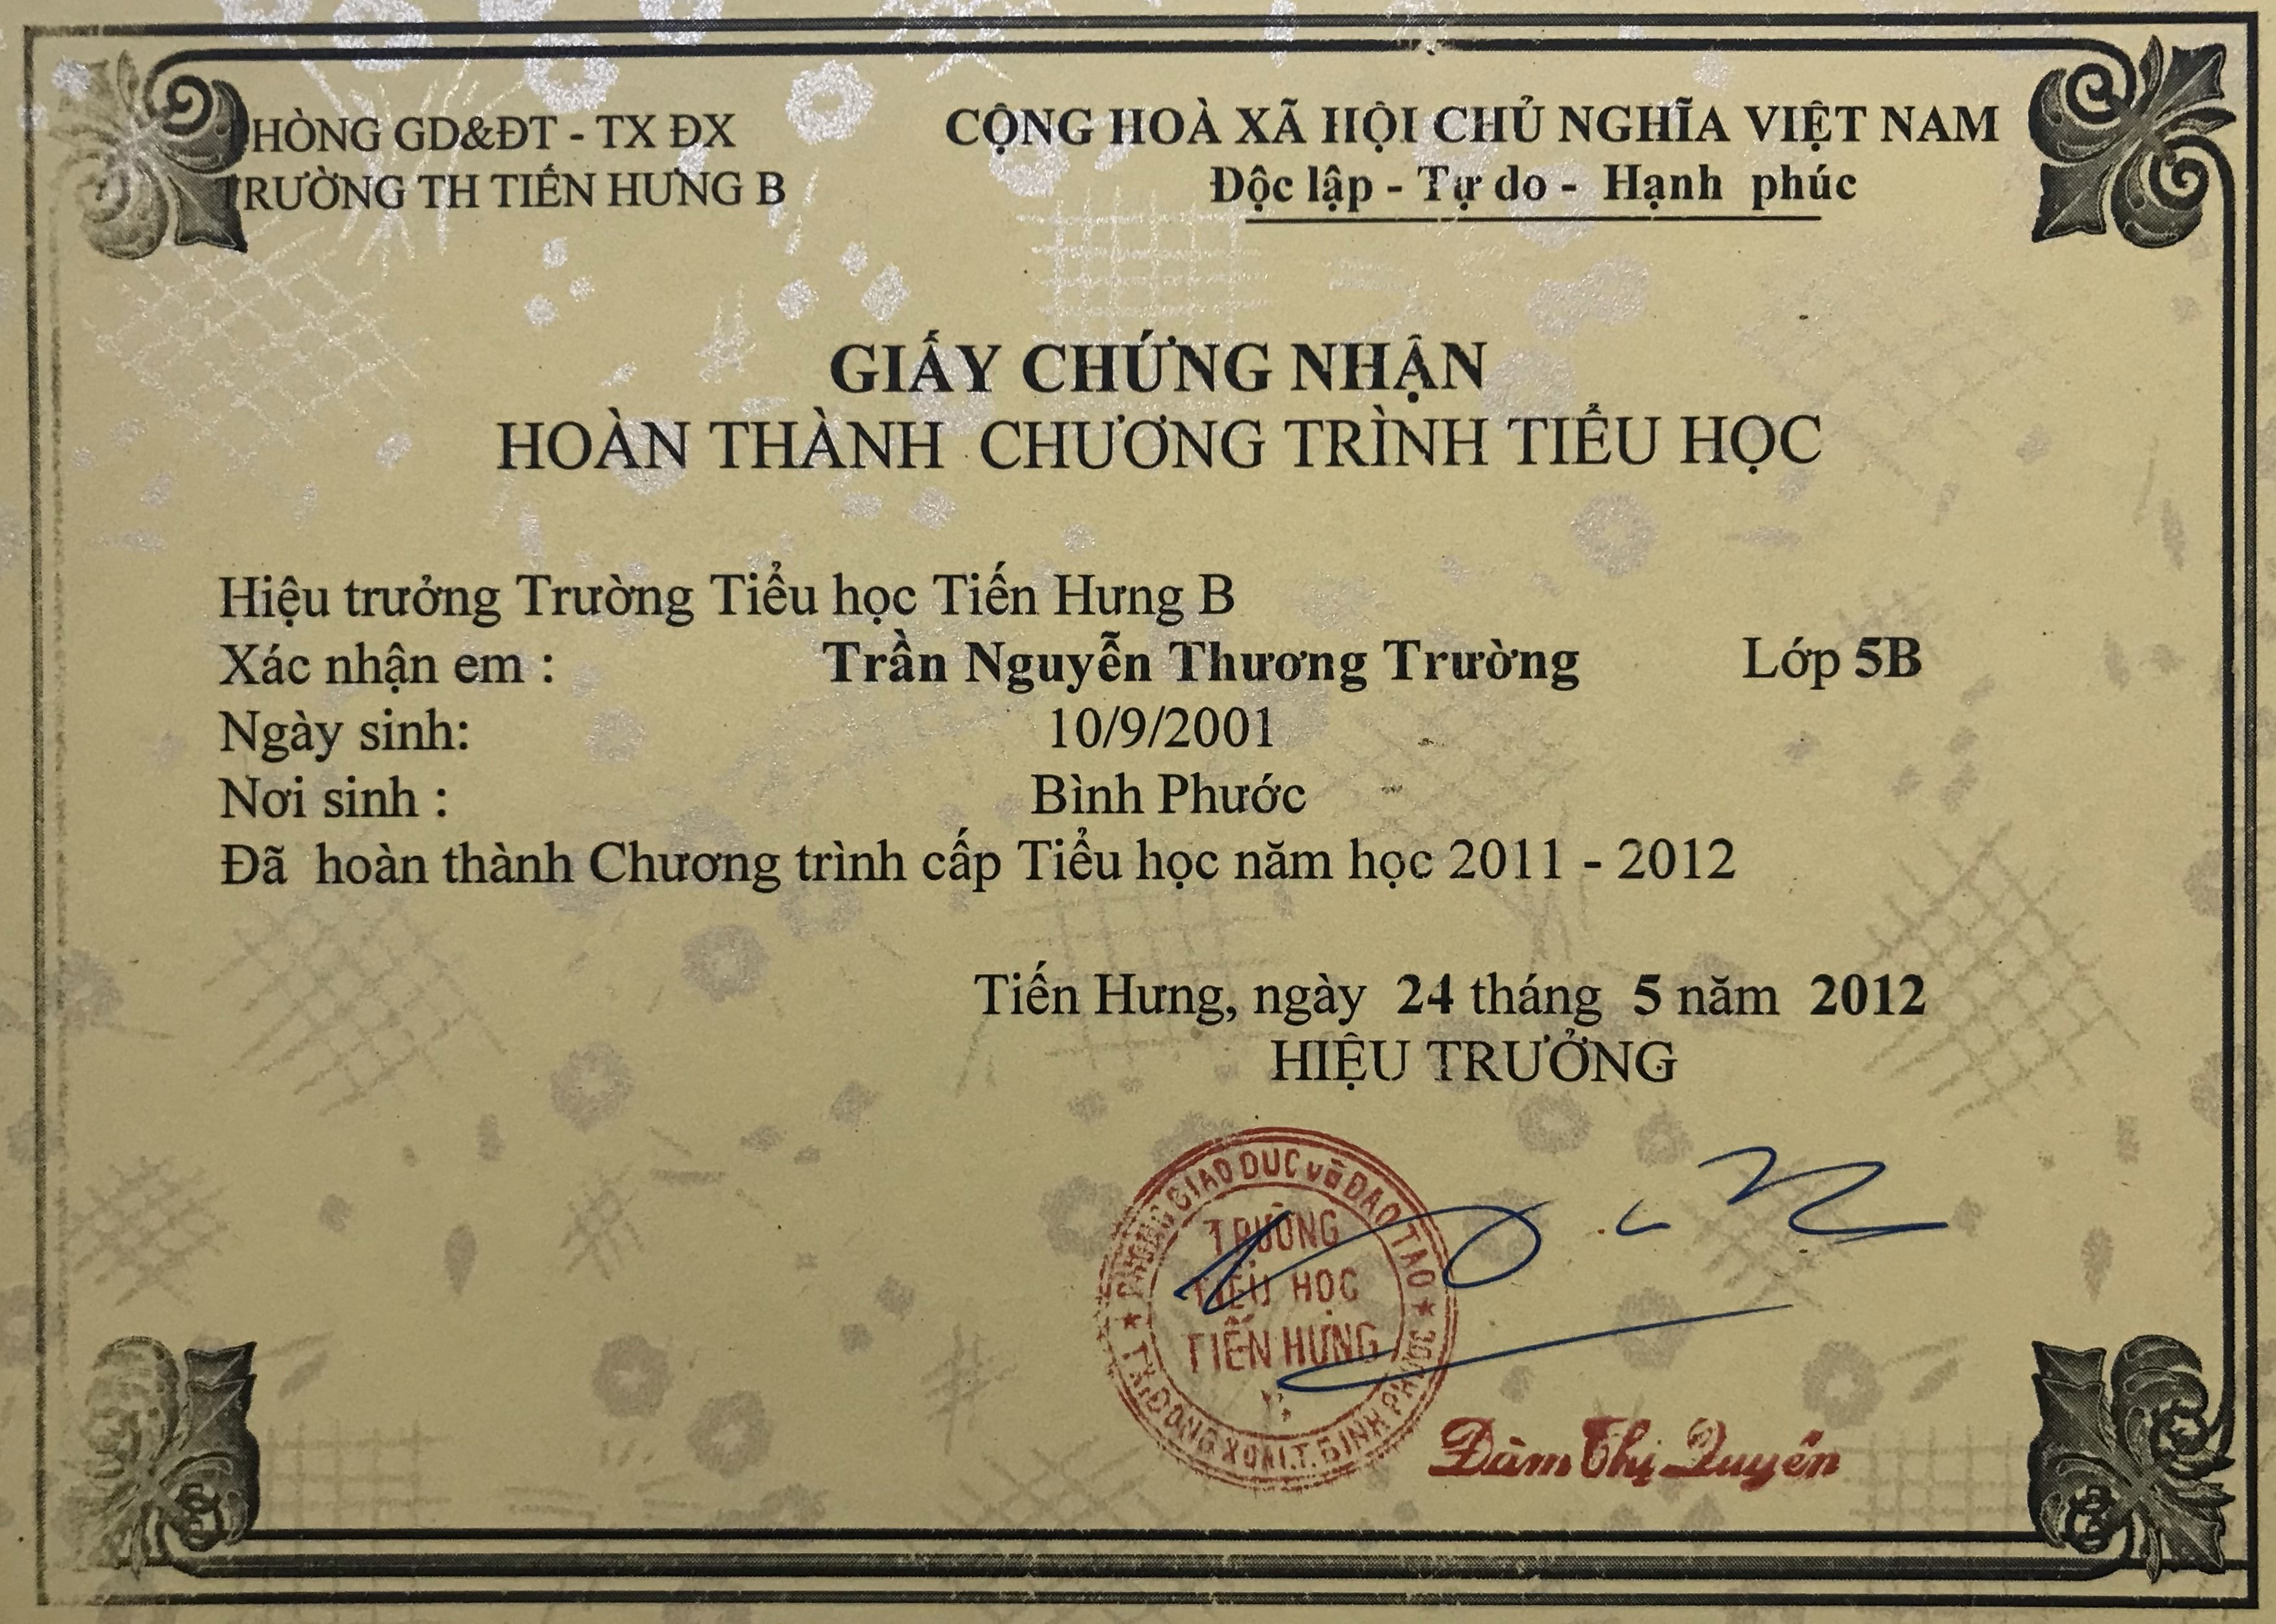 PHÒNG GD&ĐT - TX ĐX
TRƯỜNG TH TIẾN HƯNG B
CỘNG HOÀ XÃ HỘI CHỦ NGHĨA VIỆT NAM
Độc lập - Tự do - Hạnh phúc
GIẤY CHỨNG NHẬN
HOÀN THÀNH CHƯƠNG TRÌNH TIỂU HỌC
Hiệu trưởng Trường Tiểu học Tiến Hưng B
Xác nhận em : Trần Nguyễn Thương Trường Lớp 5B
Ngày sinh: 10/9/2001
Nơi sinh : Bình Phước
Đã hoàn thành Chương trình cấp Tiểu học năm học 2011 - 2012
Tiến Hưng, ngày 24 tháng 5 năm 2012
HIỆU TRƯỞNG
PHÒNG GIÁO DỤC và ĐÀO TẠO
TRƯỜNG
TIỂU HỌC
TIẾN HƯNG
TX.ĐỒNG XOÀI.T.BÌNH PHƯỚC
Đàm Thị Quyến